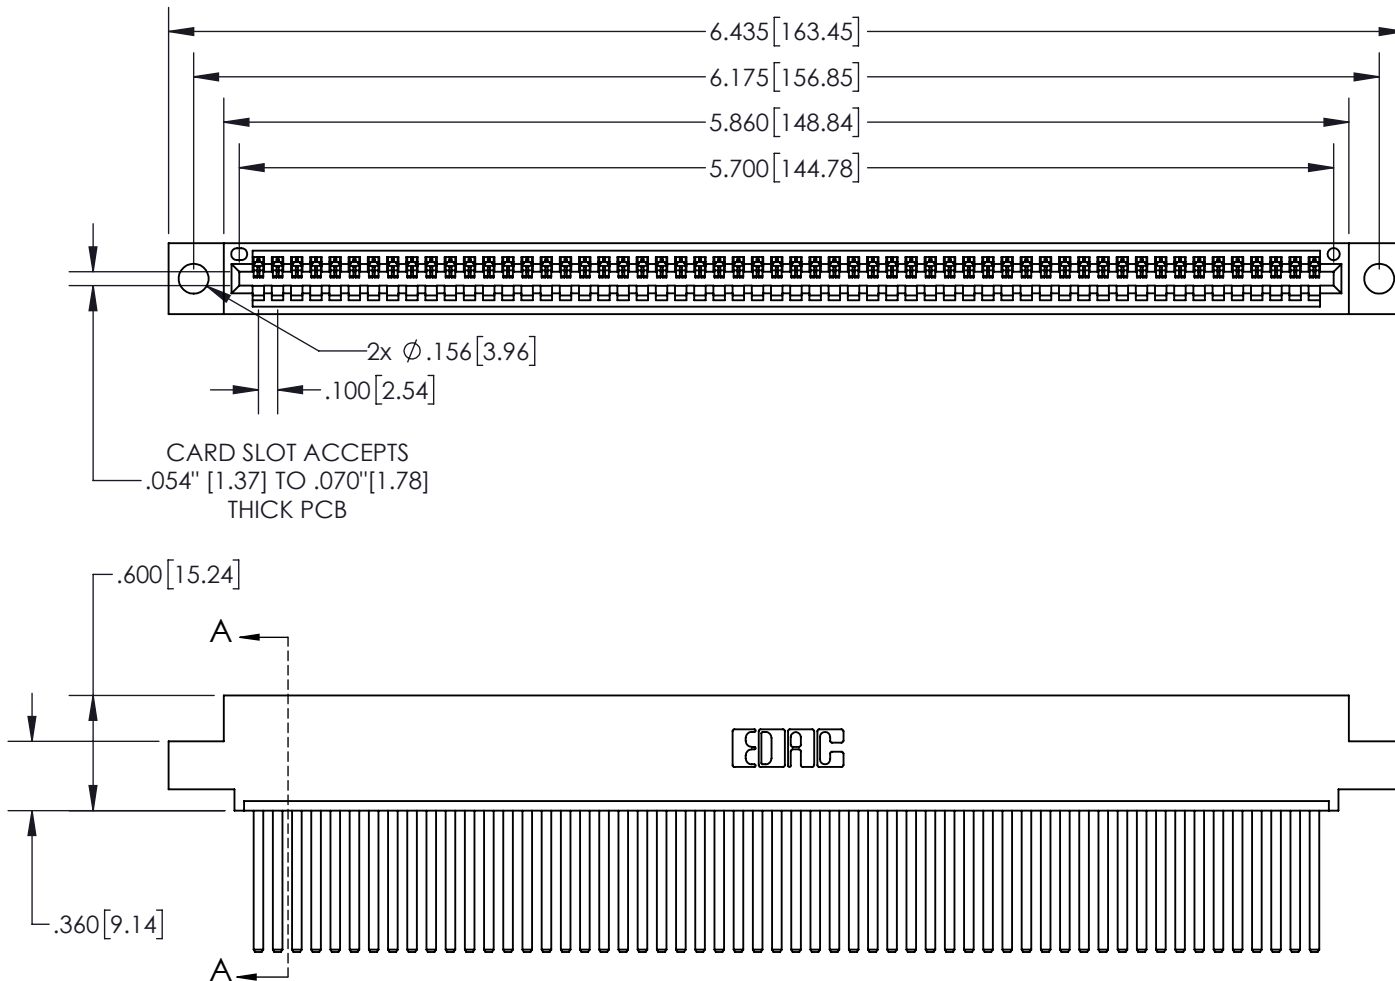 6.435[163.45]
6.175[156.85]
5.860[148.84]
5.700[144.78]
2x Ø.156[3.96]
.100[2.54]
CARD SLOT ACCEPTS
.054" [1.37] TO .070"[1.78]
THICK PCB
.600[15.24]
A
EDAC
.360[9.14]
A